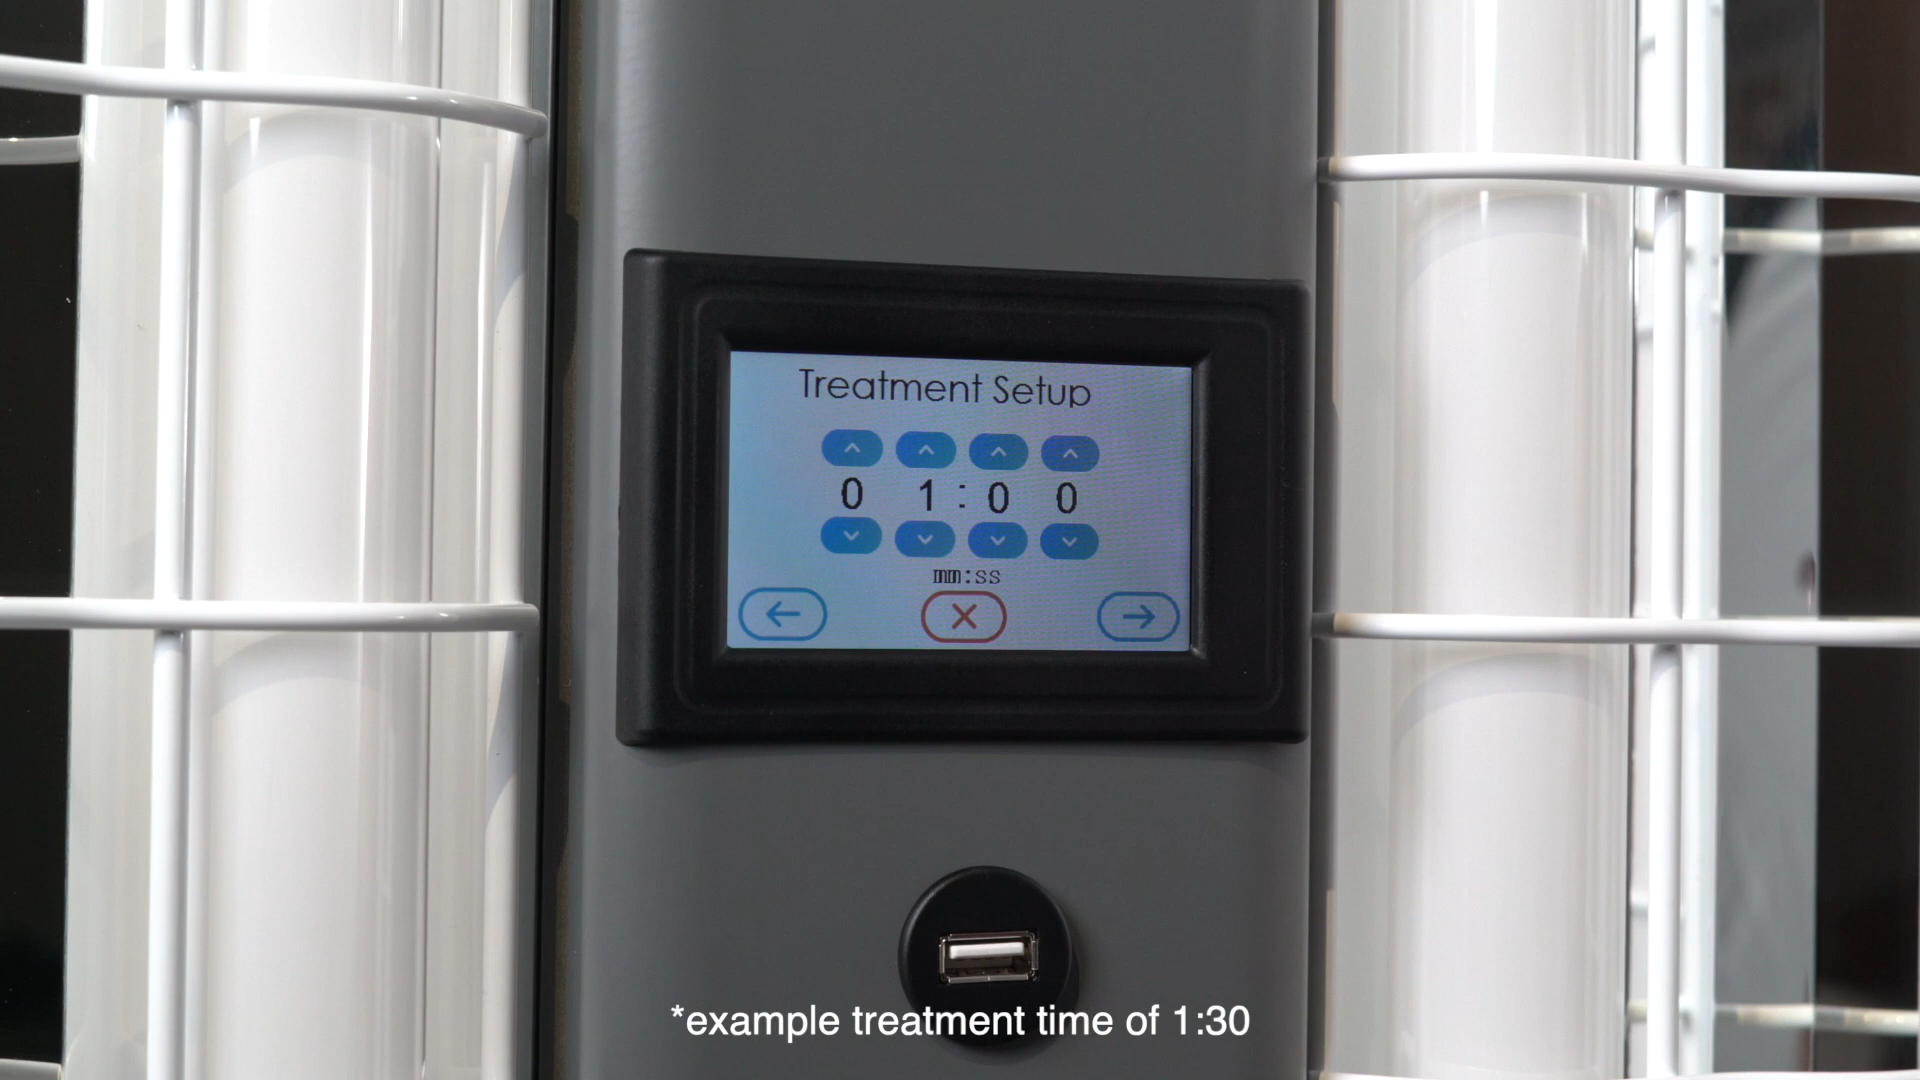 Treatment Setup
0 1 : 0 0
mm:ss
*example treatment time of 1:30